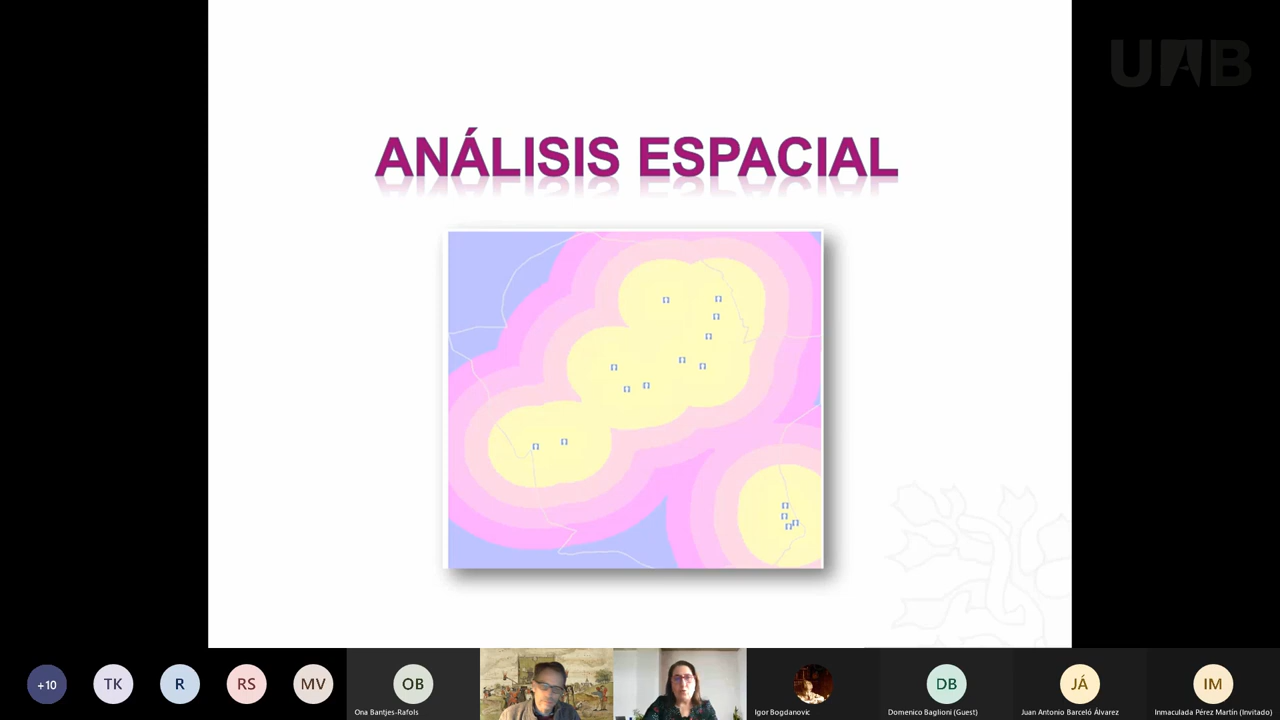 UAB
ANÁLISIS ESPACIAL
+10
TK
R
RS
MV
OB
Ona Bantjes-Rafols
Igor Bogdanovic
DB
Domenico Baglioni (Guest)
JÁ
Juan Antonio Barceló Álvarez
IM
Inmaculada Pérez Martín (Invitado)